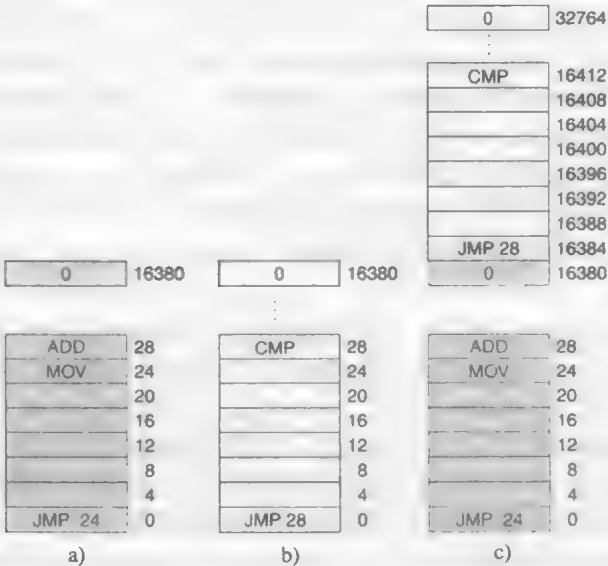 0 32764
CMP 16412
16408
16404
16400
16396
16392
16388
JMP 28 16384
0 16380
0 16380
0 16380
ADD 28
MOV 24
20
16
12
8
4
JMP 24 0
a)
CMP 28
24
20
16
12
8
4
JMP 28 0
b)
ADD 28
MOV 24
20
16
12
8
4
JMP 24 0
c)